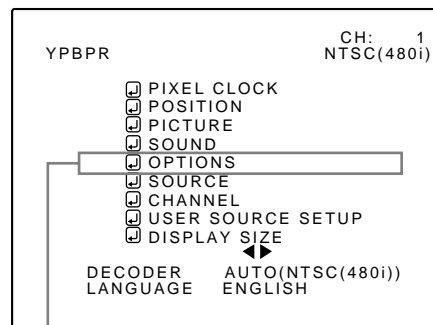 CH: 1
YPBPR NTSC(480i)
PIXEL CLOCK
POSITION
PICTURE
SOUND
OPTIONS
SOURCE
CHANNEL
USER SOURCE SETUP
DISPLAY SIZE
DECODER AUTO(NTSC(480i))
LANGUAGE ENGLISH